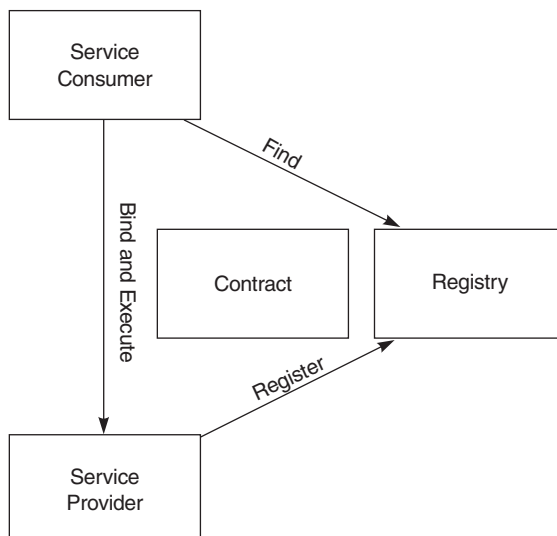 Service
Consumer
Find
Bind and Execute
Contract
Registry
Register
Service
Provider